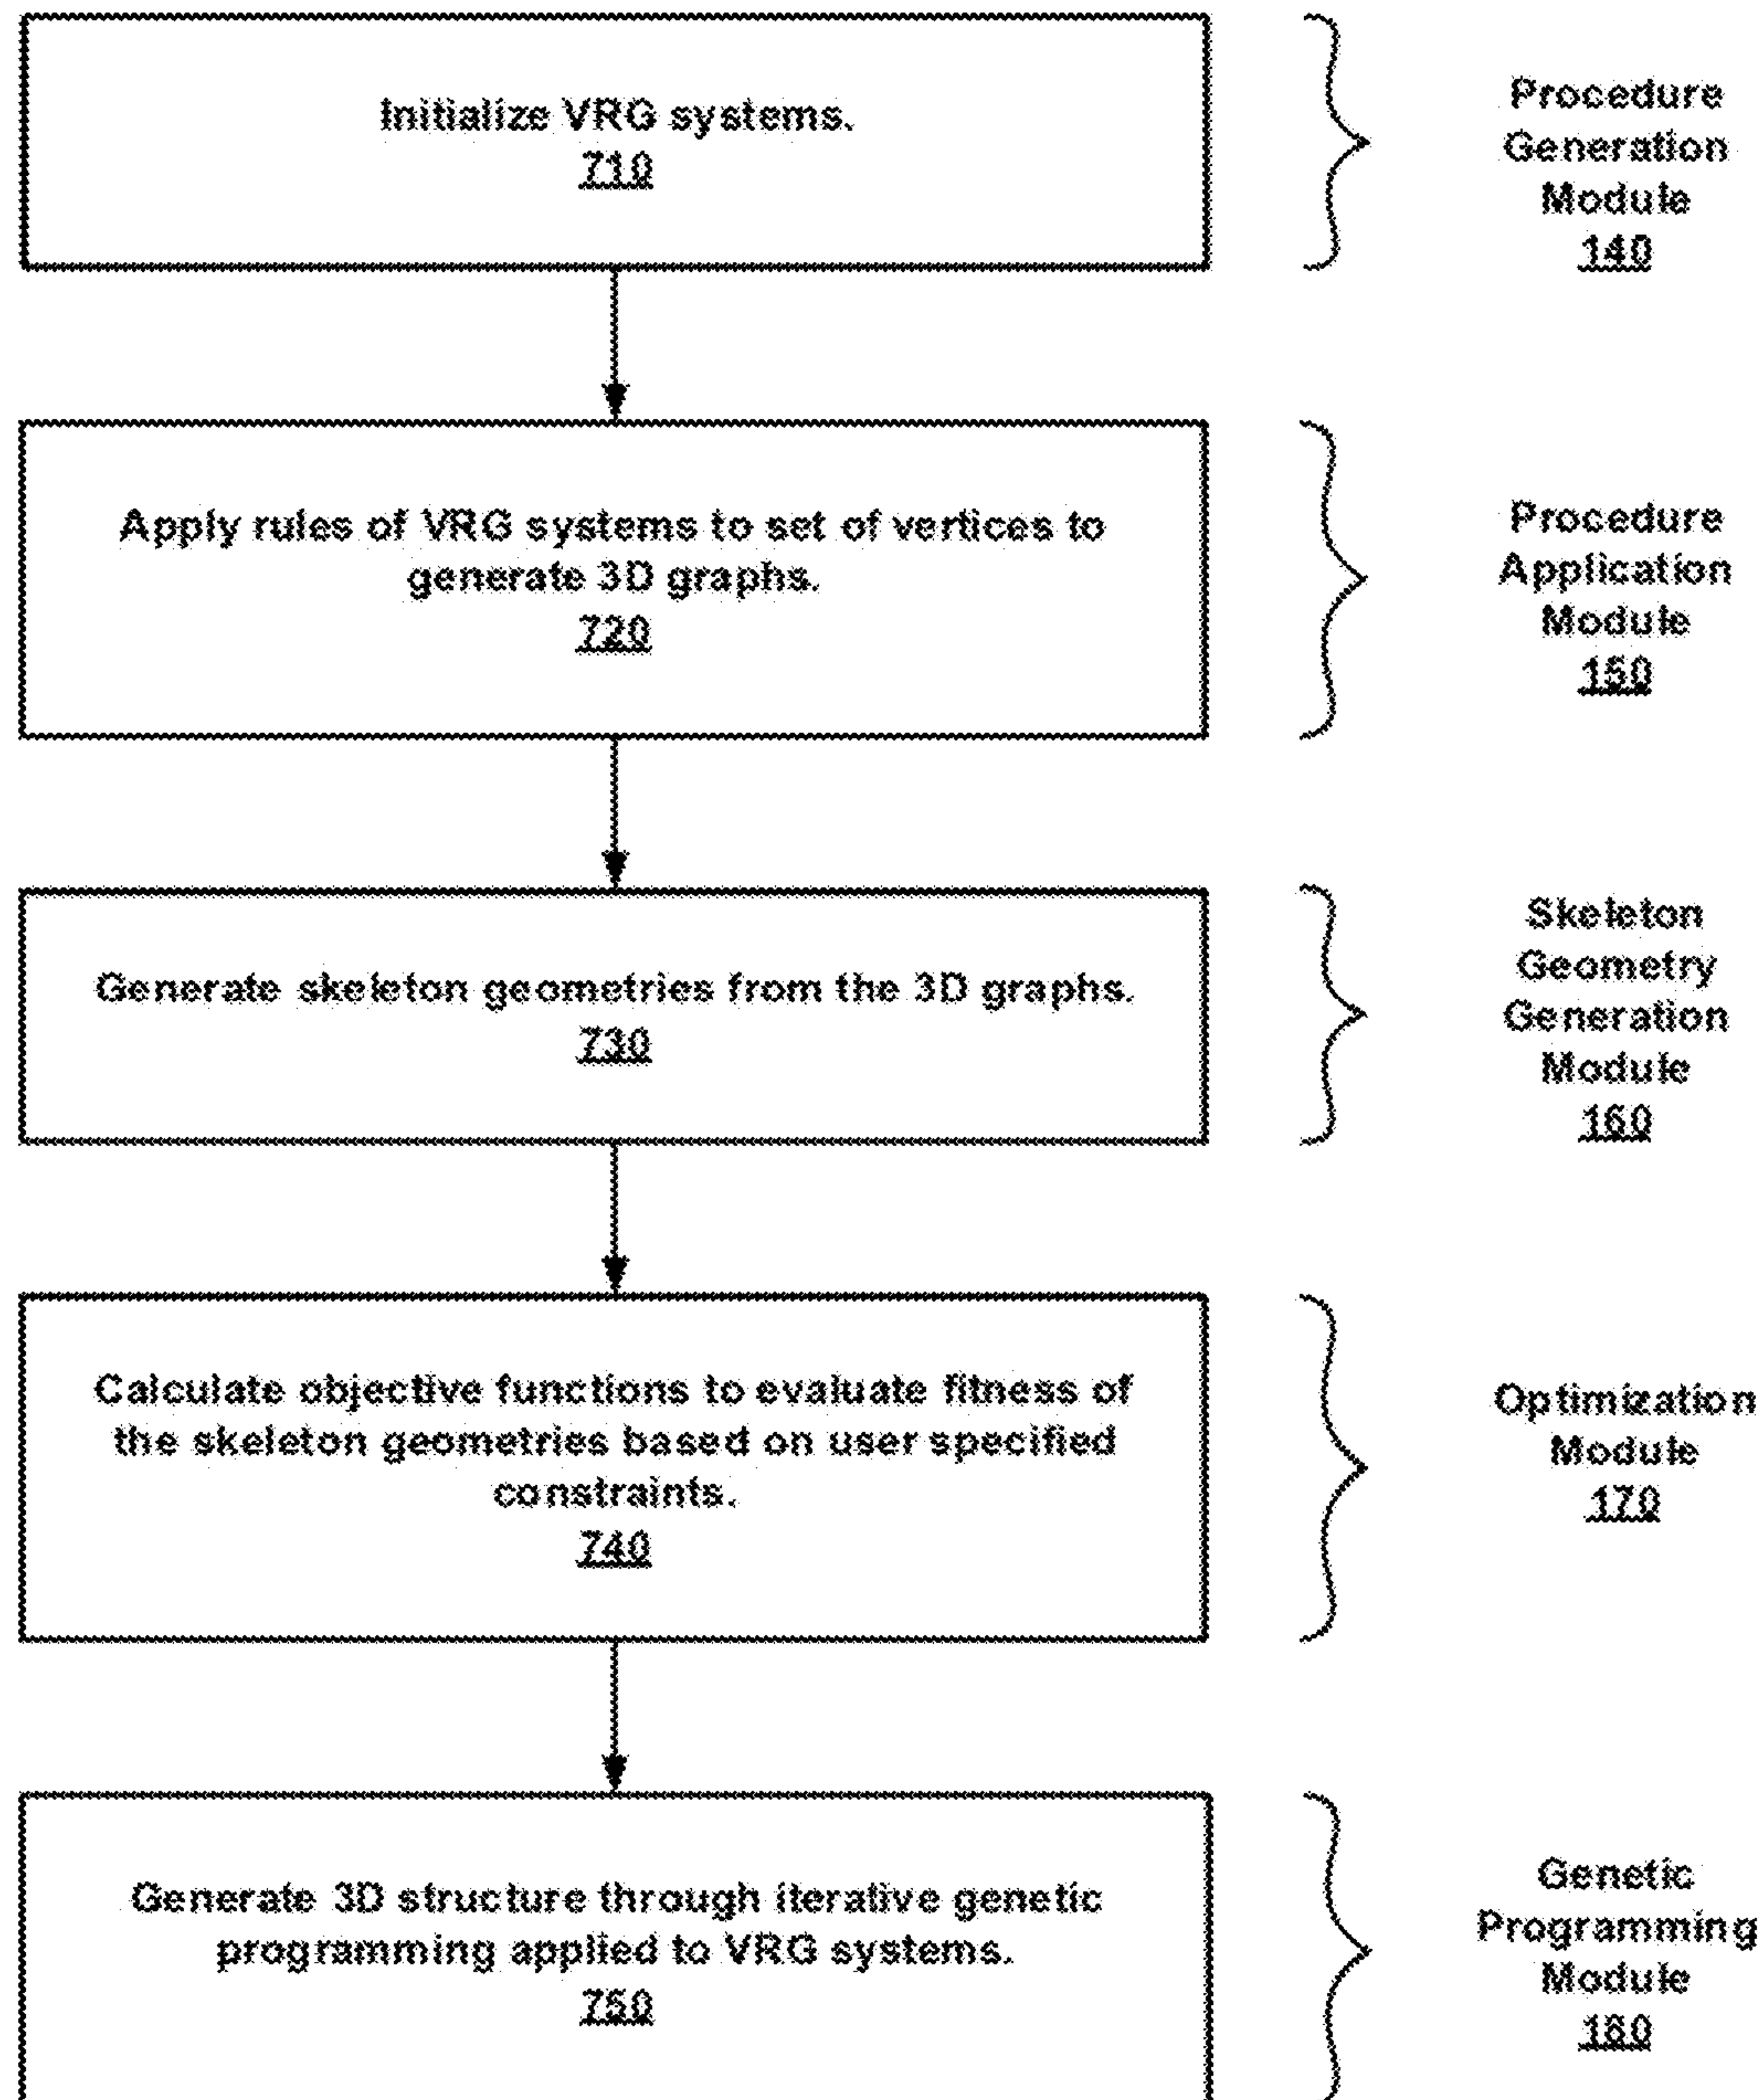 Initialize VRG systems.
710
Procedure
Generation
Module
140
Apply rules of VRG systems to set of vertices to
generate 3D graphs.
720
Procedure
Application
Module
150
Generate skeleton geometries from the 3D graphs.
730
Skeleton
Geometry
Generation
Module
160
Calculate objective functions to evaluate fitness of
the skeleton geometries based on user specified
constraints.
740
Optimization
Module
170
Generate 3D structure through iterative genetic
programming applied to VRG systems.
750
Genetic
Programming
Module
180